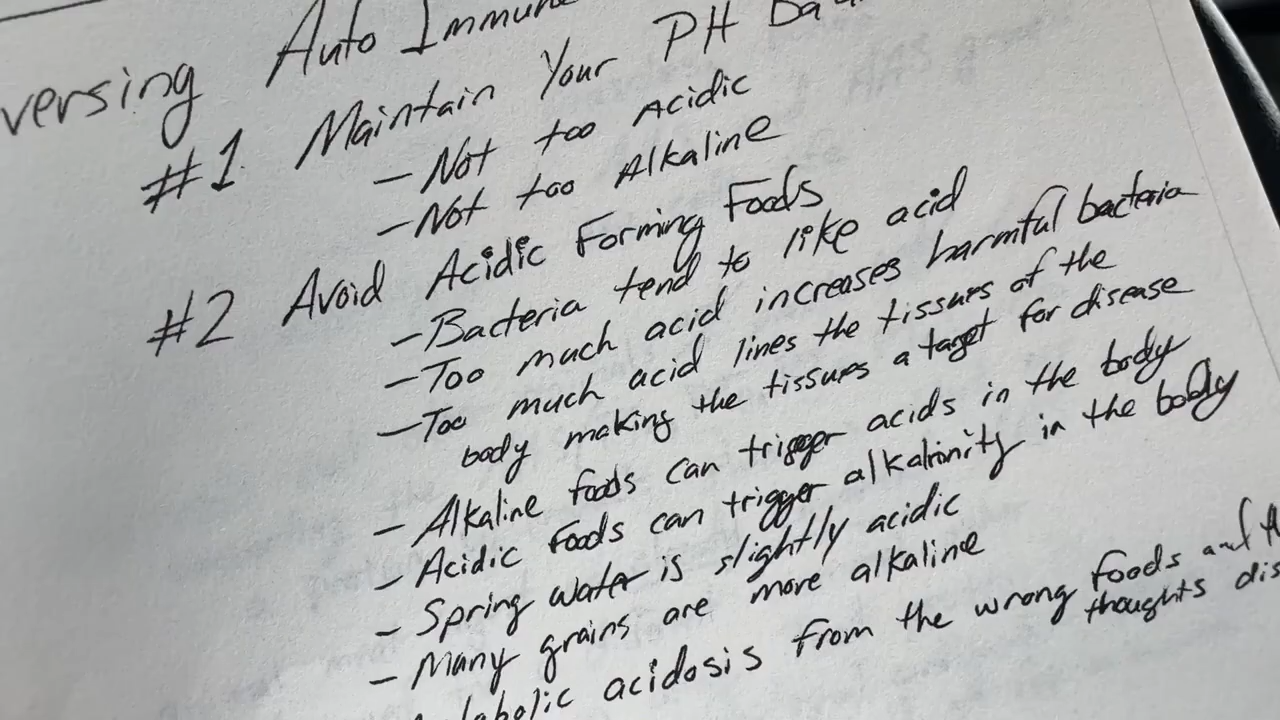 versing Auto Immune
#1 Maintain Your PH
- Not too Acidic
- Not too Alkaline
#2 Avoid Acidic Forming Foods
- Bacteria tend to like acid
- Too much acid increases harmful bacteria
- Too much acid lines the tissues of the
body making the tissues a target for disease
- Alkaline foods can trigger acids in the body
- Acidic Foods can trigger alkalinity in the body
- Spring water is slightly acidic
- Many grains are more alkaline
abolic acidosis from the wrong foods and
thoughts dis